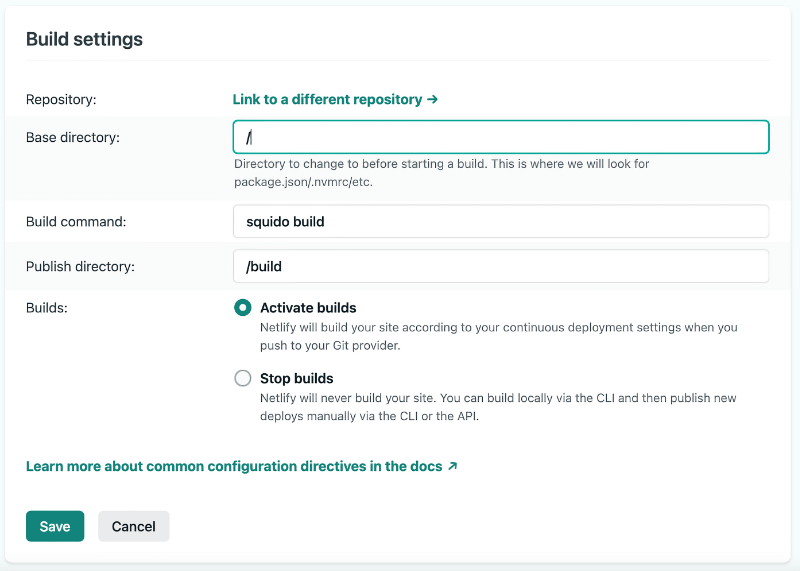 Build settings
Repository:
Link to a different repository →
Base directory:
/
Directory to change to before starting a build. This is where we will look for
package.json/.nvmrc/etc.
Build command:
squido build
Publish directory:
/build
Builds:
Activate builds
Netlify will build your site according to your continuous deployment settings when you
push to your Git provider.
Stop builds
Netlify will never build your site. You can build locally via the CLI and then publish new
deploys manually via the CLI or the API.
Learn more about common configuration directives in the docs ↗
Save
Cancel